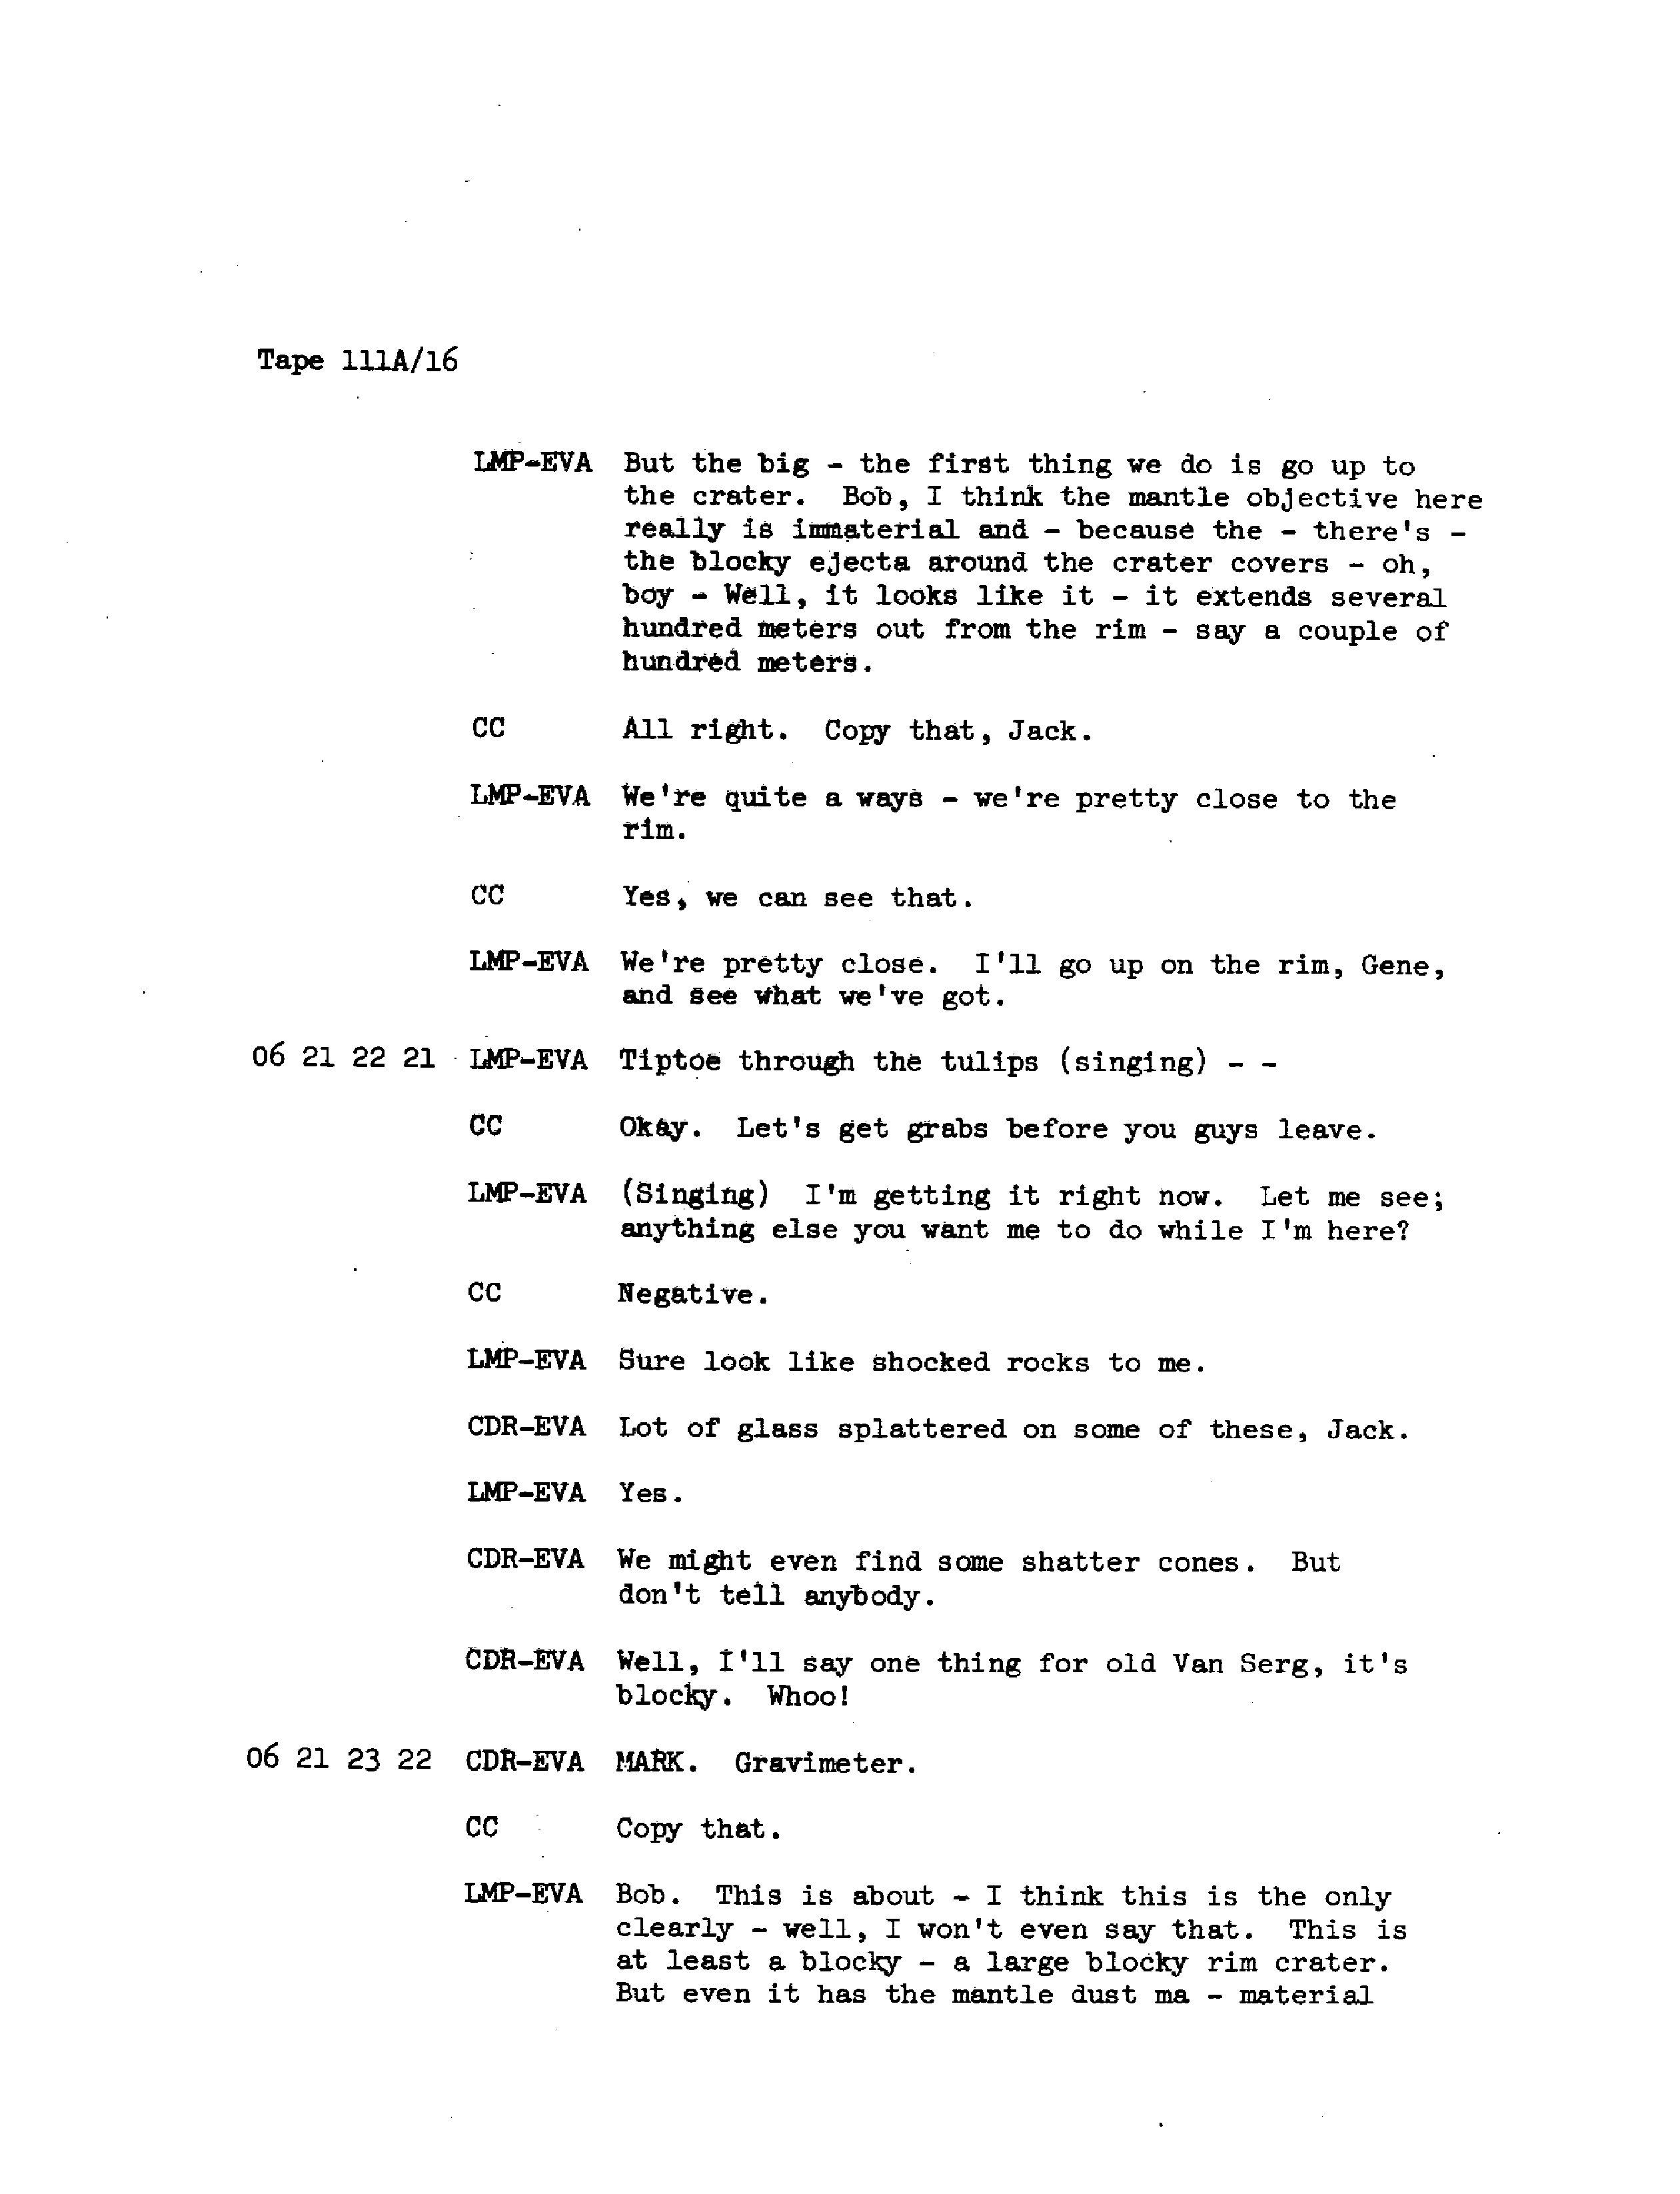 Tape 111A/16
LMP-EVA But the big - the first thing we do is go up to
the crater. Bob, I think the mantle objective here
really is immaterial and - because the - there's -
the blocky ejecta around the crater covers - oh,
boy - Well, it looks like it - it extends several
hundred meters out from the rim - say a couple of
hundred meters.
CC All right. Copy that, Jack.
LMP-EVA We're quite a ways - we're pretty close to the
rim.
CC Yes, we can see that.
LMP-EVA We're pretty close. I'll go up on the rim, Gene,
and see what we've got.
06 21 22 21 LMP-EVA Tiptoe through the tulips (singing) - -
CC Okay. Let's get grabs before you guys leave.
LMP-EVA (Singing) I'm getting it right now. Let me see;
anything else you want me to do while I'm here?
CC Negative.
LMP-EVA Sure look like shocked rocks to me.
CDR-EVA Lot of glass splattered on some of these, Jack.
LMP-EVA Yes.
CDR-EVA We might even find some shatter cones. But
don't tell anybody.
CDR-EVA Well, I'll say one thing for old Van Serg, it's
blocky. Whoo!
06 21 23 22 CDR-EVA MARK. Gravimeter.
CC Copy that.
LMP-EVA Bob. This is about - I think this is the only
clearly - well, I won't even say that. This is
at least a blocky - a large blocky rim crater.
But even it has the mantle dust ma - material